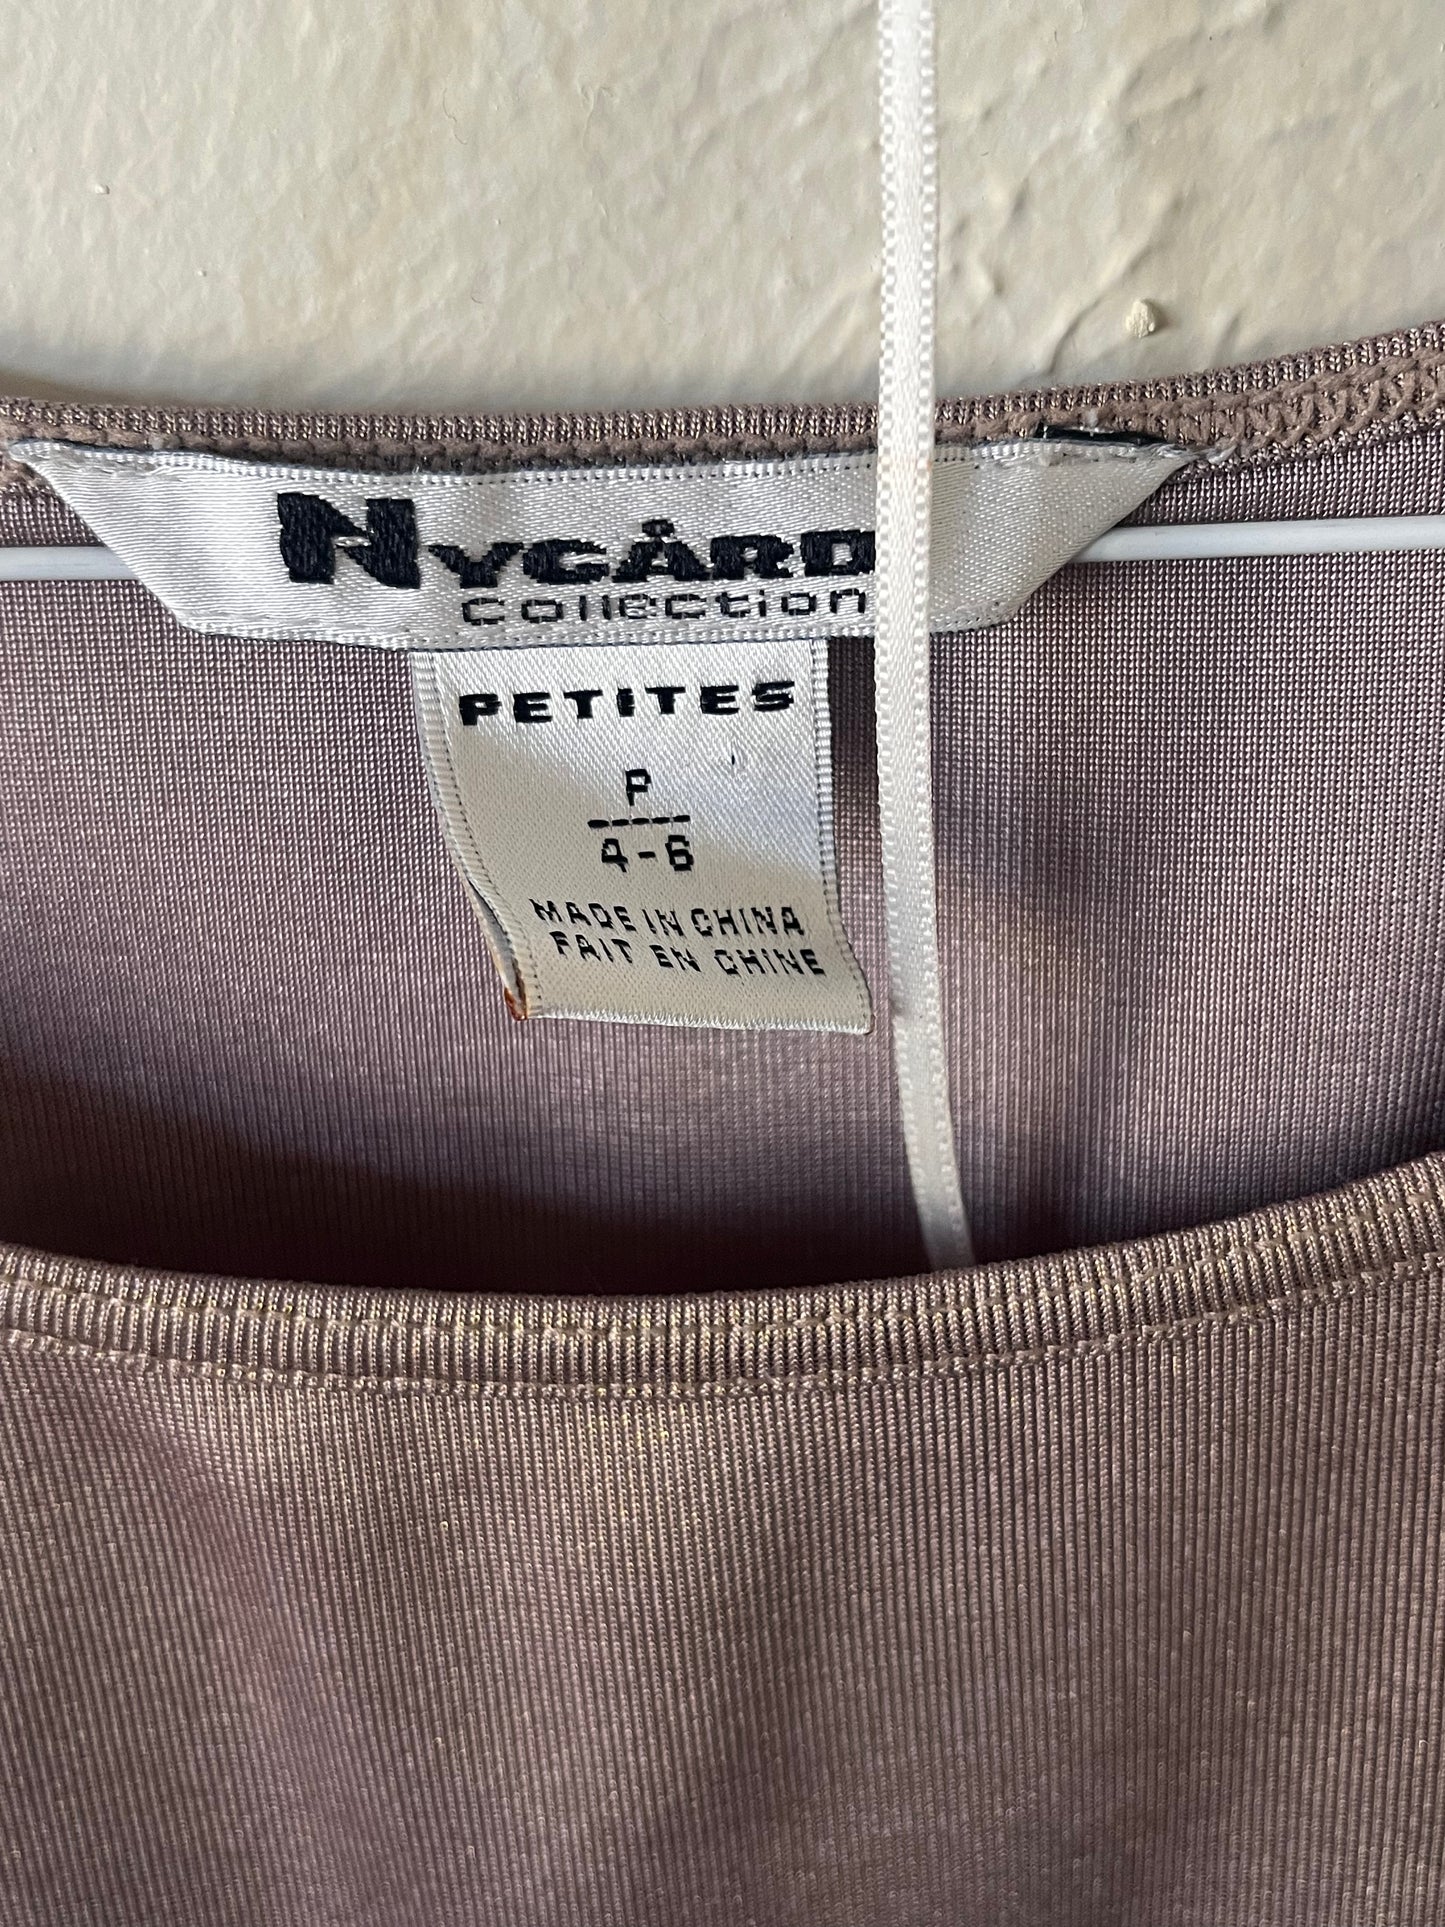 NYGÅRD
Collection
PETITES
P
4-6
MADE IN CHINA
FAIT EN CHINE